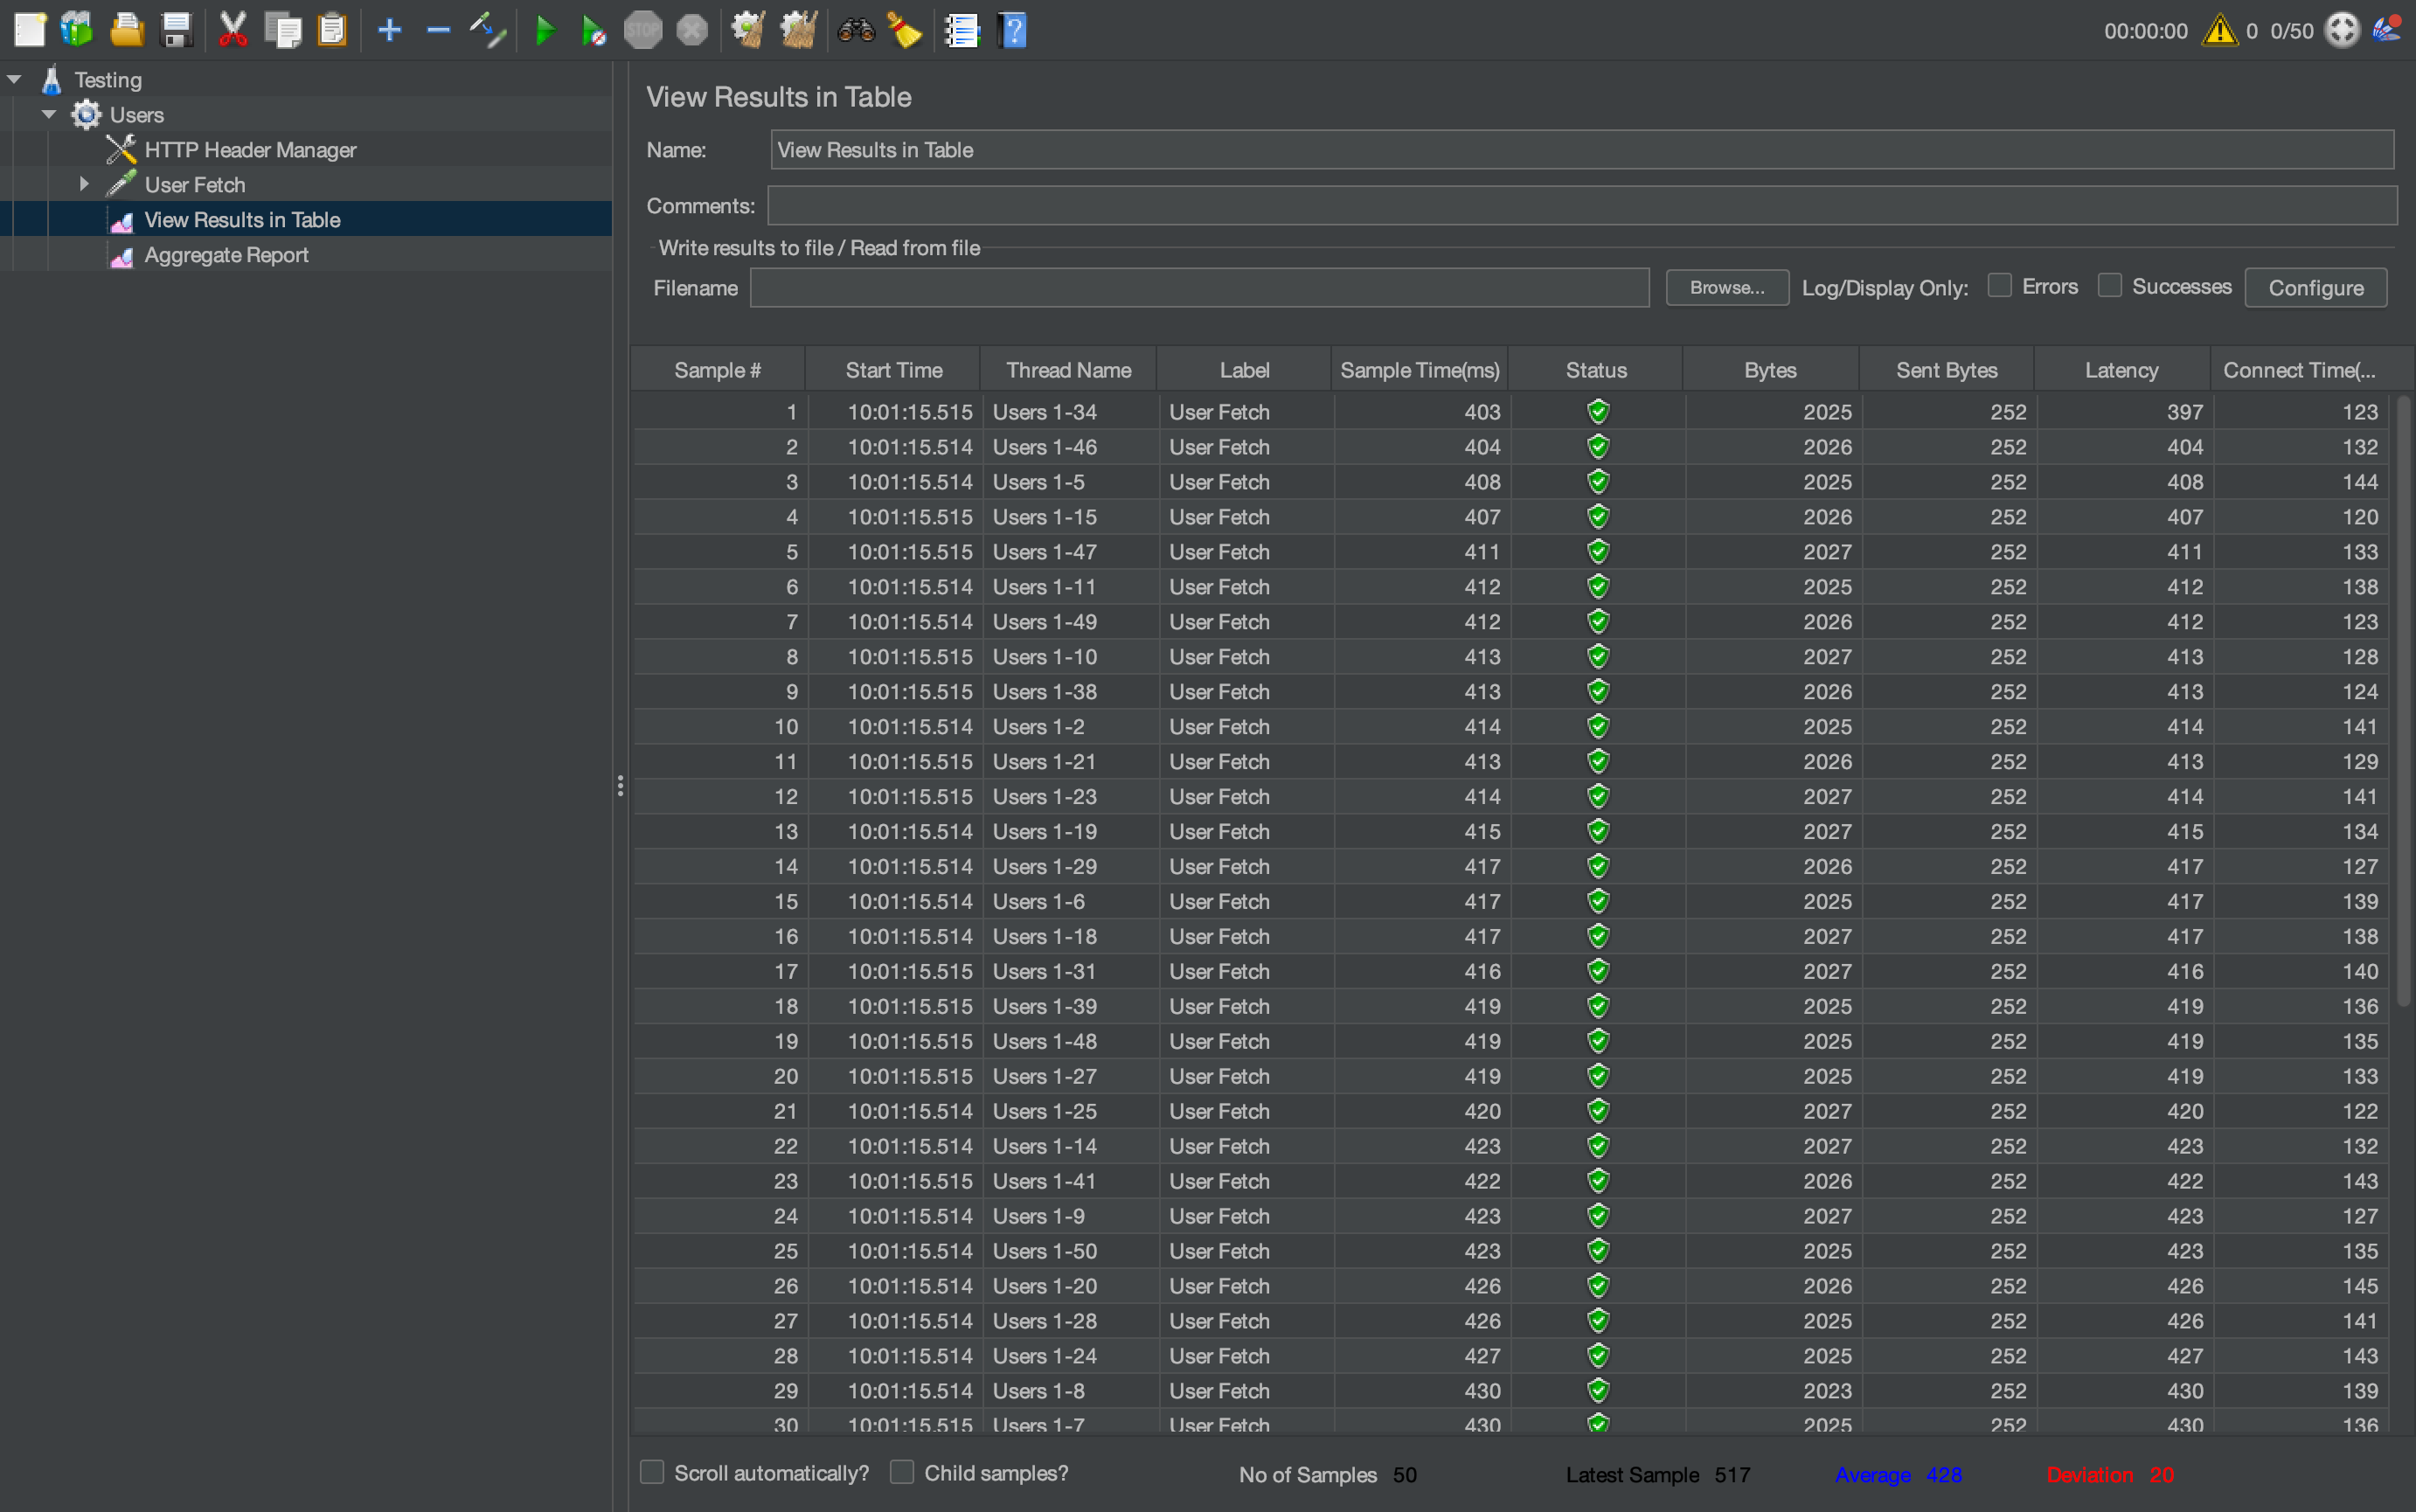 00:00:00 0 0/50
Testing
Users
HTTP Header Manager
User Fetch
View Results in Table
Aggregate Report
View Results in Table
Name: View Results in Table
Comments:
Write results to file / Read from file
Filename Browse... Log/Display Only: Errors Successes Configure
Sample # Start Time Thread Name Label Sample Time(ms) Status Bytes Sent Bytes Latency Connect Time(...
1 10:01:15.515 Users 1-34 User Fetch 403 2025 252 397 123
2 10:01:15.514 Users 1-46 User Fetch 404 2026 252 404 132
3 10:01:15.514 Users 1-5 User Fetch 408 2025 252 408 144
4 10:01:15.515 Users 1-15 User Fetch 407 2026 252 407 120
5 10:01:15.515 Users 1-47 User Fetch 411 2027 252 411 133
6 10:01:15.514 Users 1-11 User Fetch 412 2025 252 412 138
7 10:01:15.514 Users 1-49 User Fetch 412 2026 252 412 123
8 10:01:15.515 Users 1-10 User Fetch 413 2027 252 413 128
9 10:01:15.515 Users 1-38 User Fetch 413 2026 252 413 124
10 10:01:15.514 Users 1-2 User Fetch 414 2025 252 414 141
11 10:01:15.515 Users 1-21 User Fetch 413 2026 252 413 129
12 10:01:15.515 Users 1-23 User Fetch 414 2027 252 414 141
13 10:01:15.514 Users 1-19 User Fetch 415 2027 252 415 134
14 10:01:15.514 Users 1-29 User Fetch 417 2026 252 417 127
15 10:01:15.514 Users 1-6 User Fetch 417 2025 252 417 139
16 10:01:15.514 Users 1-18 User Fetch 417 2027 252 417 138
17 10:01:15.515 Users 1-31 User Fetch 416 2027 252 416 140
18 10:01:15.515 Users 1-39 User Fetch 419 2025 252 419 136
19 10:01:15.515 Users 1-48 User Fetch 419 2025 252 419 135
20 10:01:15.515 Users 1-27 User Fetch 419 2025 252 419 133
21 10:01:15.514 Users 1-25 User Fetch 420 2027 252 420 122
22 10:01:15.514 Users 1-14 User Fetch 423 2027 252 423 132
23 10:01:15.515 Users 1-41 User Fetch 422 2026 252 422 143
24 10:01:15.514 Users 1-9 User Fetch 423 2027 252 423 127
25 10:01:15.514 Users 1-50 User Fetch 423 2025 252 423 135
26 10:01:15.514 Users 1-20 User Fetch 426 2026 252 426 145
27 10:01:15.514 Users 1-28 User Fetch 426 2025 252 426 141
28 10:01:15.514 Users 1-24 User Fetch 427 2025 252 427 143
29 10:01:15.514 Users 1-8 User Fetch 430 2023 252 430 139
30 10:01:15.515 Users 1-7 User Fetch 430 2025 252 430 136
Scroll automatically? Child samples? No of Samples 50 Latest Sample 517 Average 428 Deviation 20